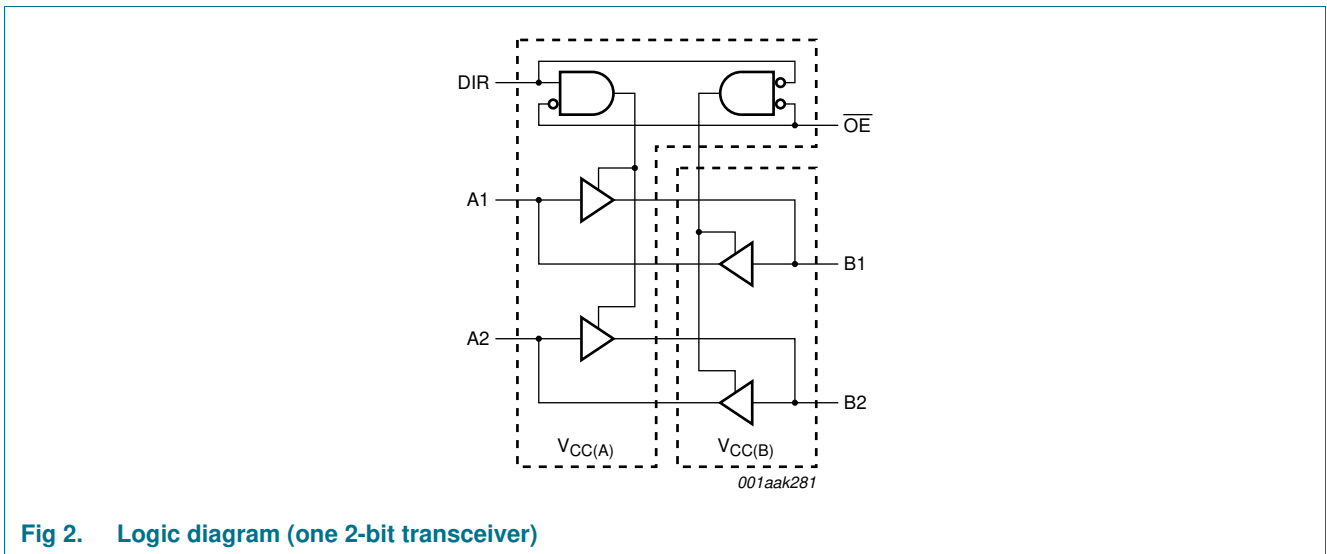 DIR
OE
A1
B1
A2
B2
VCC(A)
VCC(B)
001aak281
Fig 2. Logic diagram (one 2-bit transceiver)